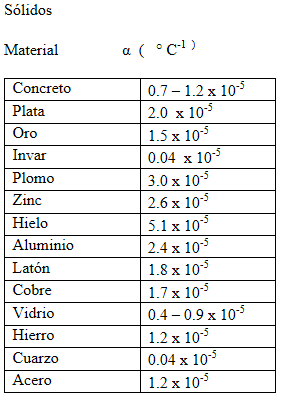 Sólidos
Material α ( ° C⁻¹ )
Concreto 0.7 – 1.2 x 10⁻⁵
Plata 2.0 x 10⁻⁵
Oro 1.5 x 10⁻⁵
Invar 0.04 x 10⁻⁵
Plomo 3.0 x 10⁻⁵
Zinc 2.6 x 10⁻⁵
Hielo 5.1 x 10⁻⁵
Aluminio 2.4 x 10⁻⁵
Latón 1.8 x 10⁻⁵
Cobre 1.7 x 10⁻⁵
Vidrio 0.4 – 0.9 x 10⁻⁵
Hierro 1.2 x 10⁻⁵
Cuarzo 0.04 x 10⁻⁵
Acero 1.2 x 10⁻⁵